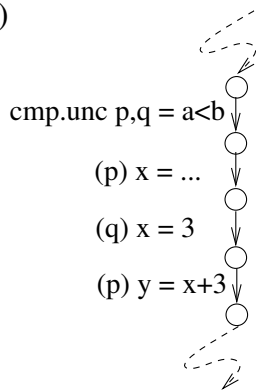 )
cmp.unc p,q = a<b
(p) x = ...
(q) x = 3
(p) y = x+3